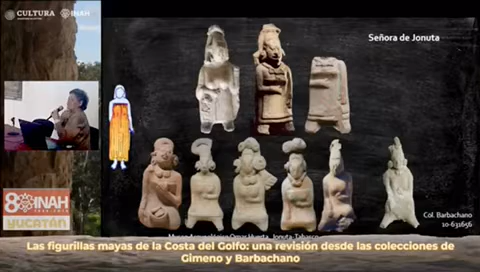 CULTURA
INAH
Señora de Jonuta
Col. Barbachano
10-631656
80 INAH
YUCATÁN
Museo Arqueológico Omar Huerta, Jonuta, Tabasco
Las figurillas mayas de la Costa del Golfo: una revisión desde las colecciones de
Gimeno y Barbachano